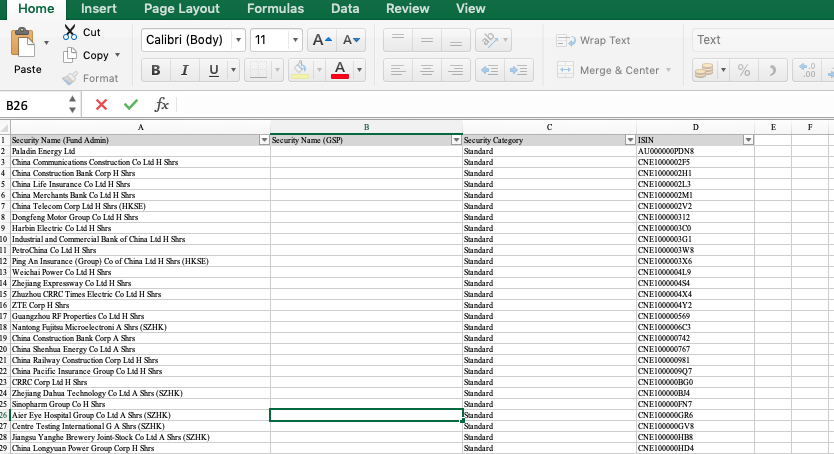 Home Insert Page Layout Formulas Data Review View
Cut
Calibri (Body) 11 A A Wrap Text Text
Copy
Paste B I U A Merge & Center %
Format
B26 fx
A B C D E F
1 Security Name (Fund Admin) Security Name (GSP) Security Category ISIN
2 Paladin Energy Ltd Standard AU000000PDN8
3 China Communications Construction Co Ltd H Shrs Standard CNE1000002F5
4 China Construction Bank Corp H Shrs Standard CNE1000002H1
5 China Life Insurance Co Ltd H Shrs Standard CNE1000002L3
6 China Merchants Bank Co Ltd H Shrs Standard CNE1000002M1
7 China Telecom Corp Ltd H Shrs (HKSE) Standard CNE1000002V2
8 Dongfeng Motor Group Co Ltd H Shrs Standard CNE100000312
9 Harbin Electric Co Ltd H Shrs Standard CNE1000003C0
10 Industrial and Commercial Bank of China Ltd H Shrs Standard CNE1000003G1
11 PetroChina Co Ltd H Shrs Standard CNE1000003W8
12 Ping An Insurance (Group) Co of China Ltd H Shrs (HKSE) Standard CNE1000003X6
13 Weichai Power Co Ltd H Shrs Standard CNE1000004L9
14 Zhejiang Expressway Co Ltd H Shrs Standard CNE1000004S4
15 Zhuzhou CRRC Times Electric Co Ltd H Shrs Standard CNE1000004X4
16 ZTE Corp H Shrs Standard CNE1000004Y2
17 Guangzhou RF Properties Co Ltd H Shrs Standard CNE100000569
18 Nantong Fujitsu Microelectroni A Shrs (SZHK) Standard CNE1000006C3
19 China Construction Bank Corp A Shrs Standard CNE100000742
20 China Shenhua Energy Co Ltd A Shrs Standard CNE100000767
21 China Railway Construction Corp Ltd H Shrs Standard CNE100000981
22 China Pacific Insurance Group Co Ltd H Shrs Standard CNE1000009Q7
23 CRRC Corp Ltd H Shrs Standard CNE100000BG0
24 Zhejiang Dahua Technology Co Ltd A Shrs (SZHK) Standard CNE100000BJ4
25 Sinopharm Group Co H Shrs Standard CNE100000FN7
26 Aier Eye Hospital Group Co Ltd A Shrs (SZHK) Standard CNE100000GR6
27 Centre Testing International G A Shrs (SZHK) Standard CNE100000GV8
28 Jiangsu Yanghe Brewery Joint-Stock Co Ltd A Shrs (SZHK) Standard CNE100000HB8
29 China Longyuan Power Group Corp H Shrs Standard CNE100000HD4